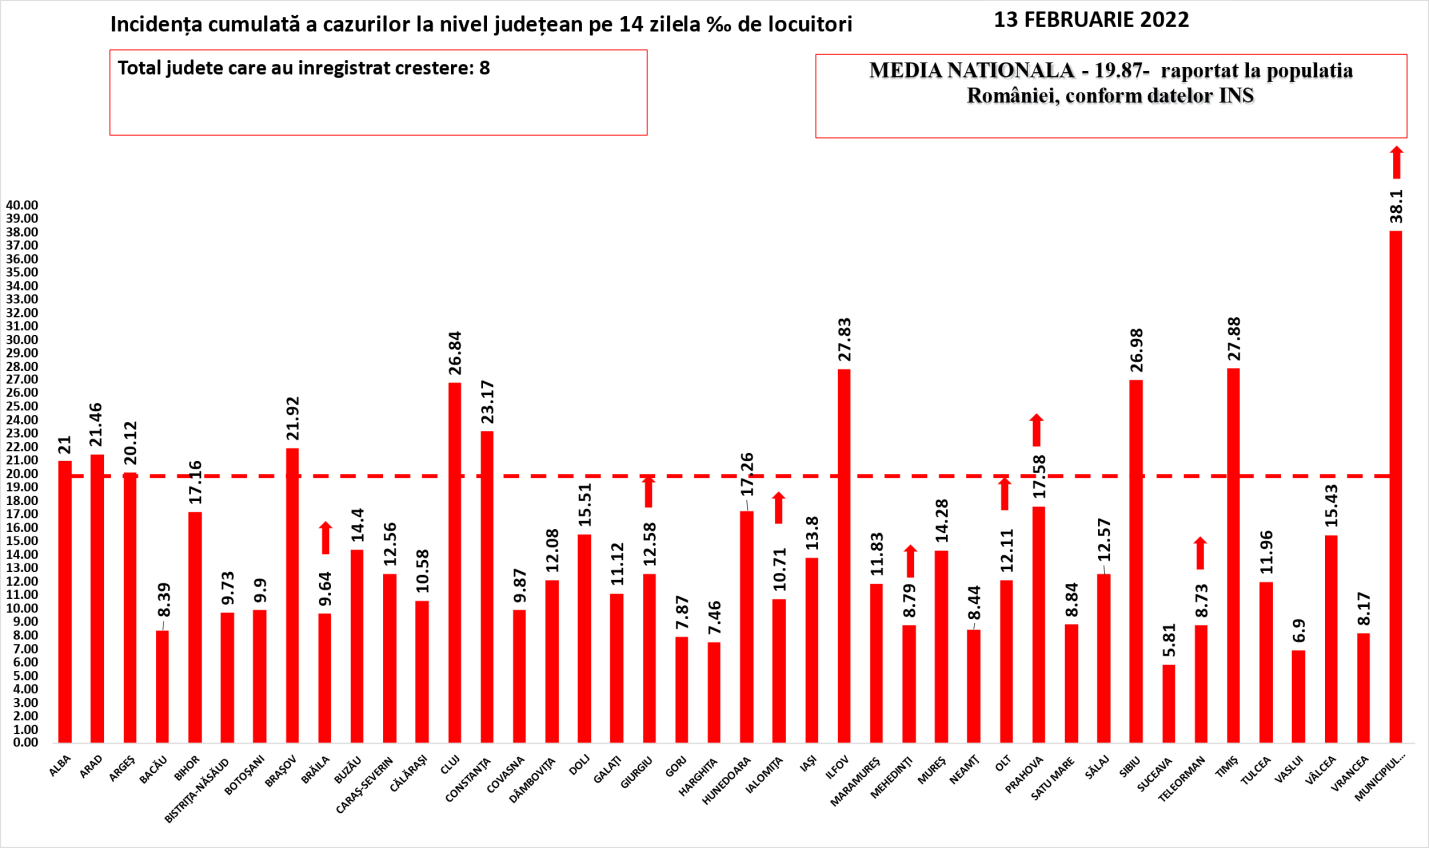 Incidența cumulată a cazurilor la nivel județean pe 14 zilela ‰ de locuitori
13 FEBRUARIE 2022
Total judete care au inregistrat crestere: 8
MEDIA NATIONALA - 19.87- raportat la populatia
României, conform datelor INS
40.00
39.00
38.00
37.00
36.00
35.00
34.00
33.00
32.00
31.00
30.00
29.00
28.00
27.00
26.00
25.00
24.00
23.00
22.00
21.00
20.00
19.00
18.00
17.00
16.00
15.00
14.00
13.00
12.00
11.00
10.00
9.00
8.00
7.00
6.00
5.00
4.00
3.00
2.00
1.00
0.00
21
21.46
20.12
8.39
17.16
9.73
9.9
21.92
9.64
14.4
12.56
10.58
26.84
23.17
9.87
12.08
15.51
11.12
12.58
7.87
7.46
17.26
10.71
13.8
27.83
11.83
8.79
14.28
8.44
12.11
17.58
8.84
12.57
26.98
5.81
8.73
27.88
11.96
6.9
15.43
8.17
38.1
ALBA
ARAD
ARGEȘ
BACĂU
BIHOR
BISTRIȚA-NĂSĂUD
BOTOȘANI
BRAȘOV
BRĂILA
BUZĂU
CARAȘ-SEVERIN
CĂLĂRAȘI
CLUJ
CONSTANȚA
COVASNA
DÂMBOVIȚA
DOLJ
GALAȚI
GIURGIU
GORJ
HARGHITA
HUNEDOARA
IALOMIȚA
IAȘI
ILFOV
MARAMUREȘ
MEHEDINȚI
MUREȘ
NEAMȚ
OLT
PRAHOVA
SATU MARE
SĂLAJ
SIBIU
SUCEAVA
TELEORMAN
TIMIȘ
TULCEA
VASLUI
VÂLCEA
VRANCEA
MUNICIPIUL...